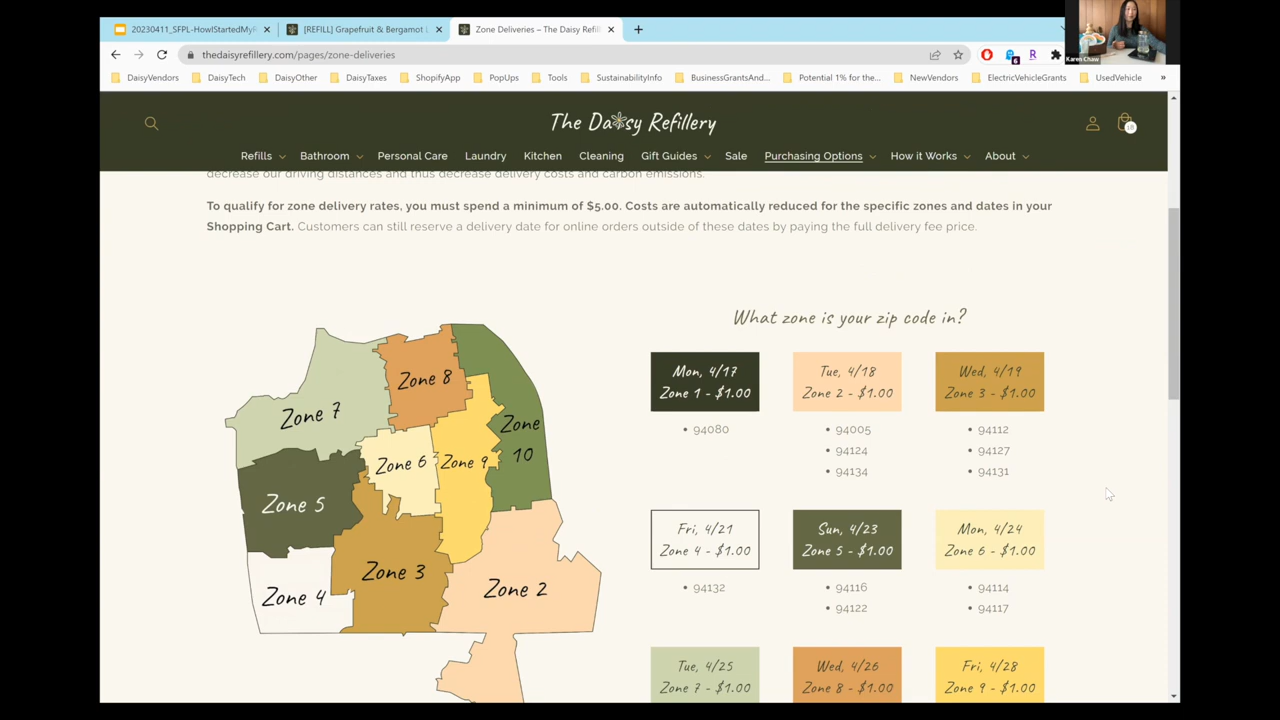 20230411_SFPL-HowIStartedMyR
[REFILL] Grapefruit & Bergamot L
Zone Deliveries – The Daisy Refill
thedaisyrefillery.com/pages/zone-deliveries
Karen Chaw
DaisyVendors
DaisyTech
DaisyOther
DaisyTaxes
ShopifyApp
PopUps
Tools
SustainabilityInfo
BusinessGrantsAnd...
Potential 1% for the...
NewVendors
ElectricVehicleGrants
UsedVehicle
»
The Daisy Refillery
Refills
Bathroom
Personal Care
Laundry
Kitchen
Cleaning
Gift Guides
Sale
Purchasing Options
How it Works
About
decrease our driving distances and thus decrease delivery costs and carbon emissions.
To qualify for zone delivery rates, you must spend a minimum of $5.00. Costs are automatically reduced for the specific zones and dates in your
Shopping Cart. Customers can still reserve a delivery date for online orders outside of these dates by paying the full delivery fee price.
What zone is your zip code in?
Zone 7
Zone 8
Zone 10
Zone 6
Zone 9
Zone 5
Zone 4
Zone 3
Zone 2
Mon, 4/17
Zone 1 - $1.00
• 94080
Tue, 4/18
Zone 2 - $1.00
• 94005
• 94124
• 94134
Wed, 4/19
Zone 3 - $1.00
• 94112
• 94127
• 94131
Fri, 4/21
Zone 4 - $1.00
• 94132
Sun, 4/23
Zone 5 - $1.00
• 94116
• 94122
Mon, 4/24
Zone 6 - $1.00
• 94114
• 94117
Tue, 4/25
Zone 7 - $1.00
Wed, 4/26
Zone 8 - $1.00
Fri, 4/28
Zone 9 - $1.00